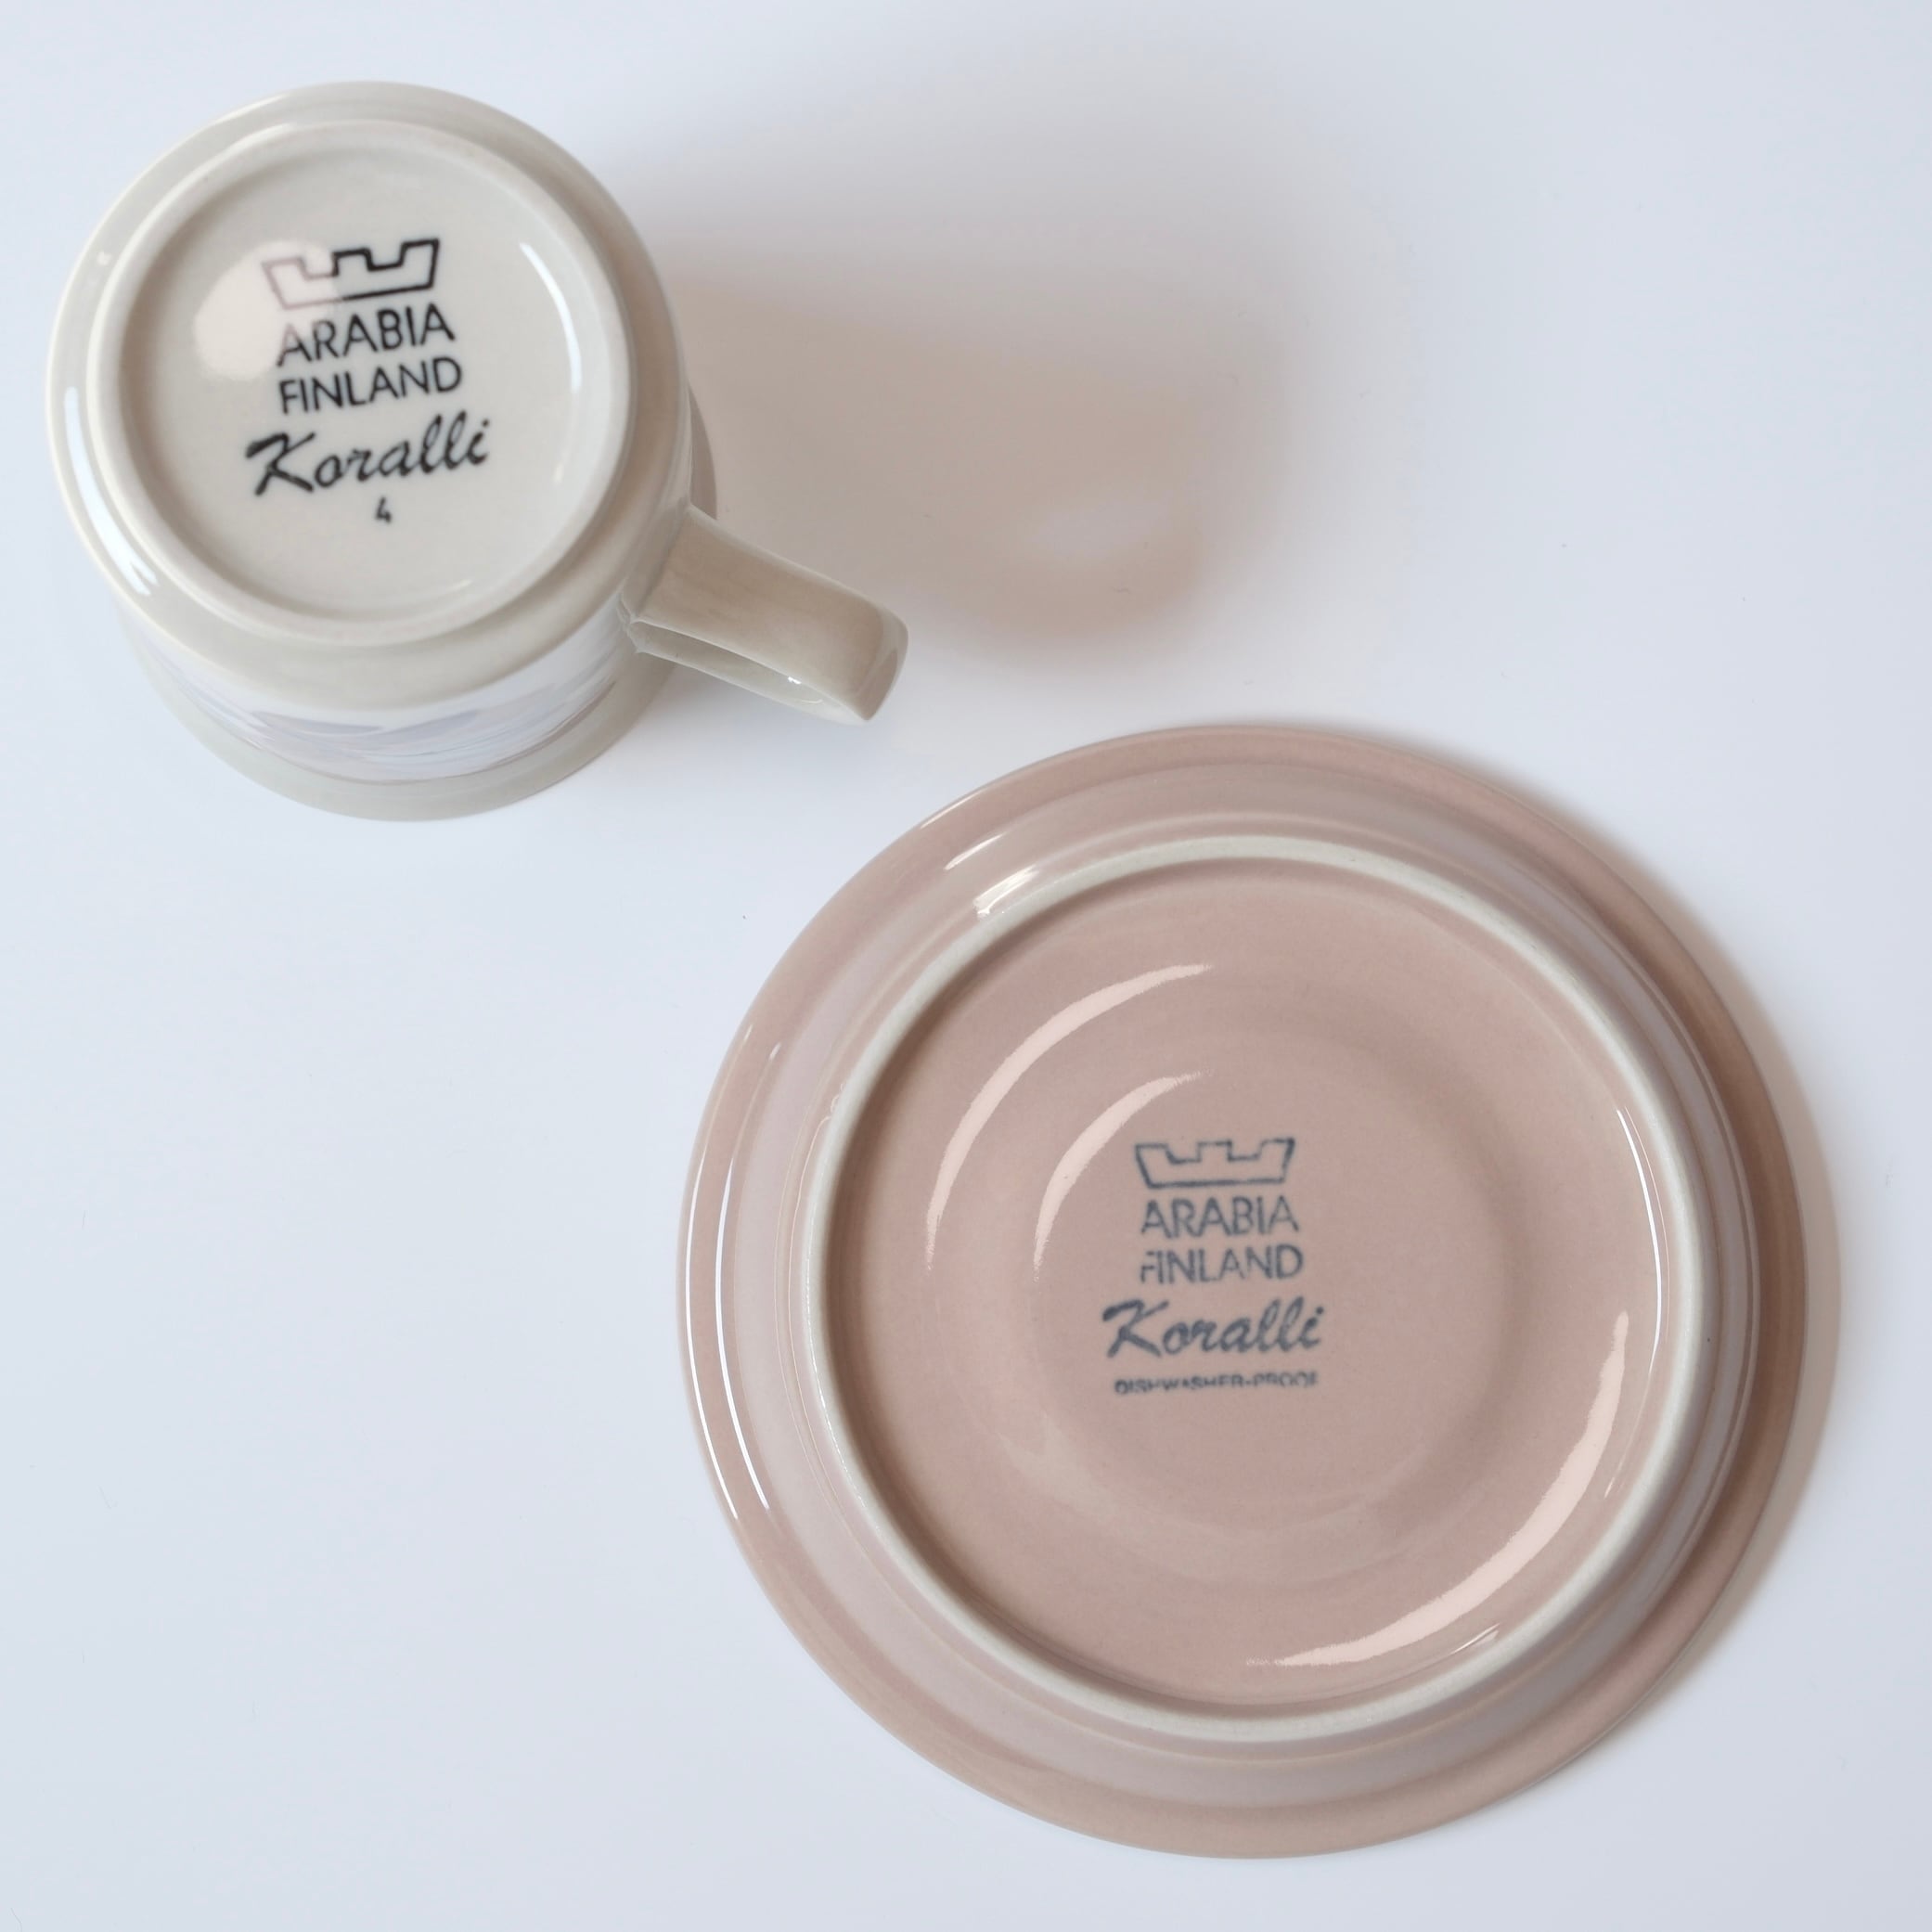 ARABIA
FINLAND
Koralli
4
ARABIA
FINLAND
Koralli
DISHWASHER-PROOF